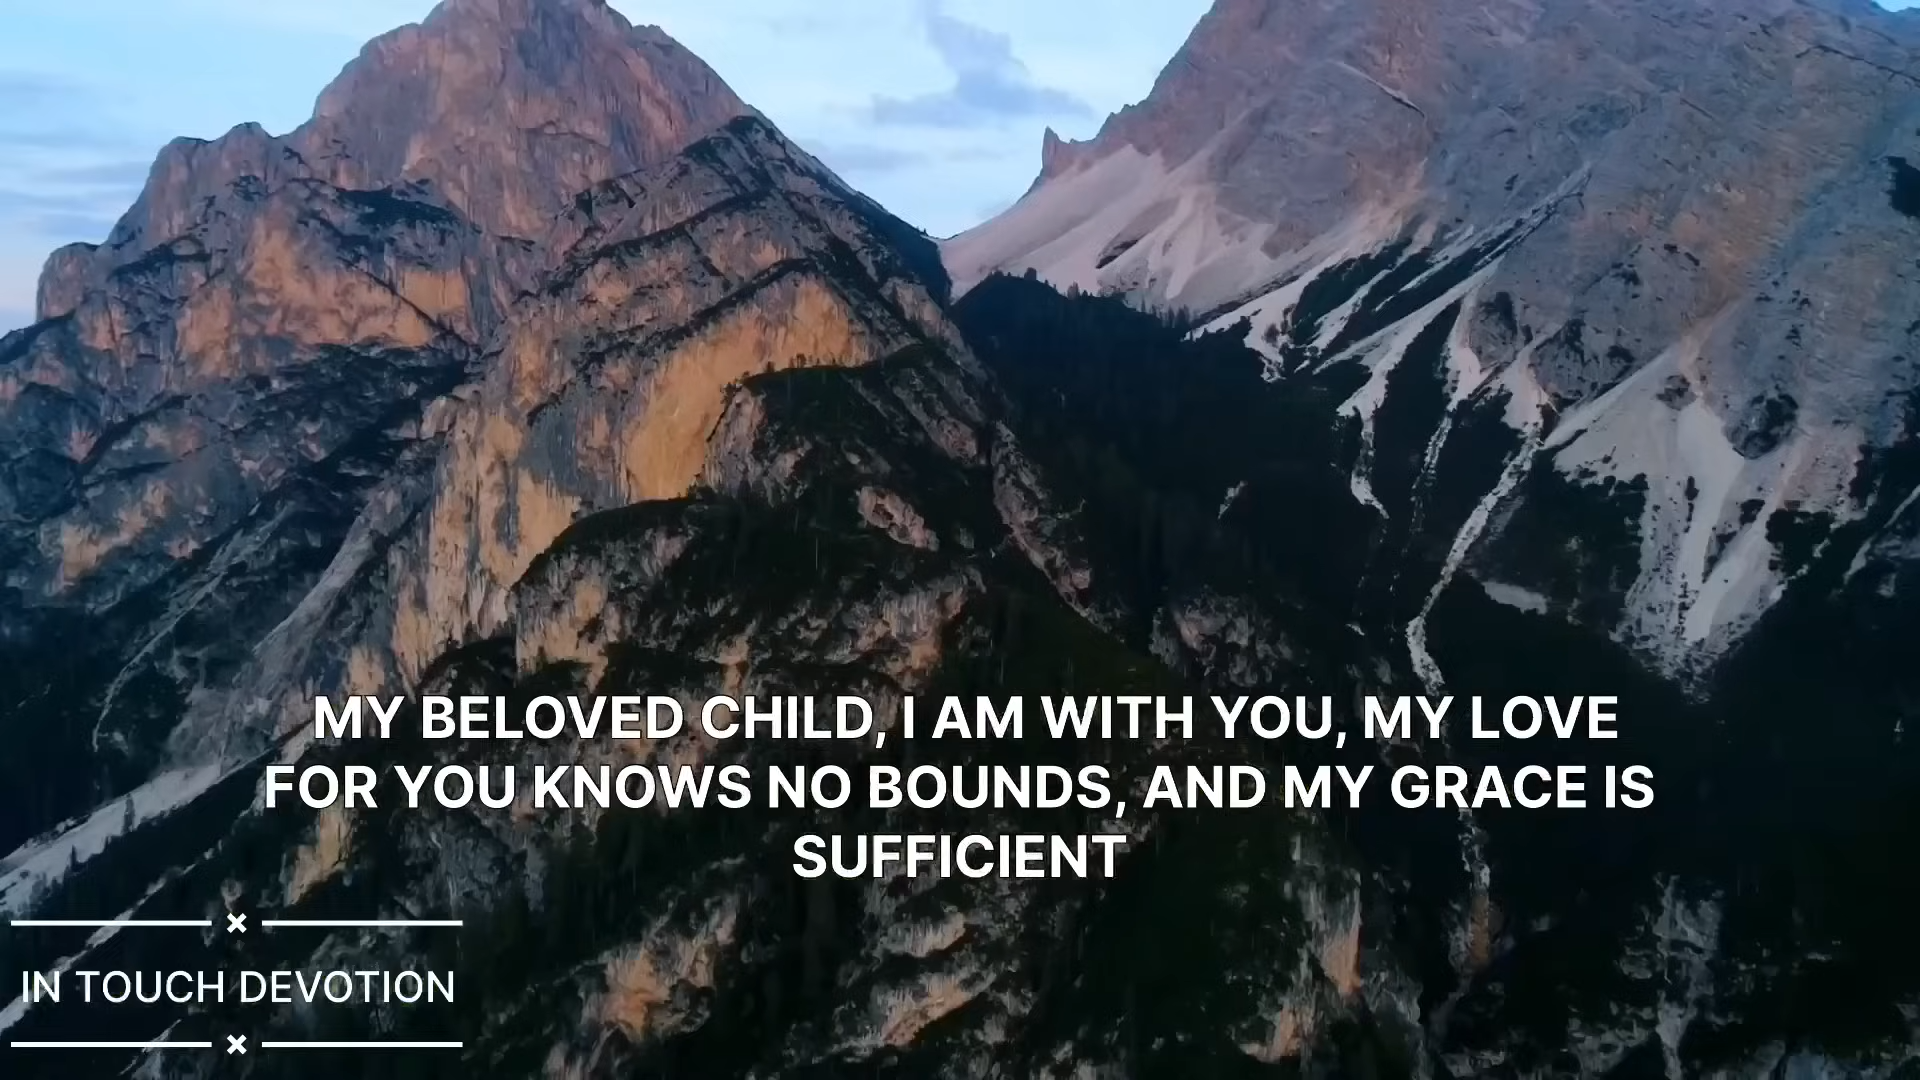 MY BELOVED CHILD, I AM WITH YOU, MY LOVE
FOR YOU KNOWS NO BOUNDS, AND MY GRACE IS
SUFFICIENT
IN TOUCH DEVOTION